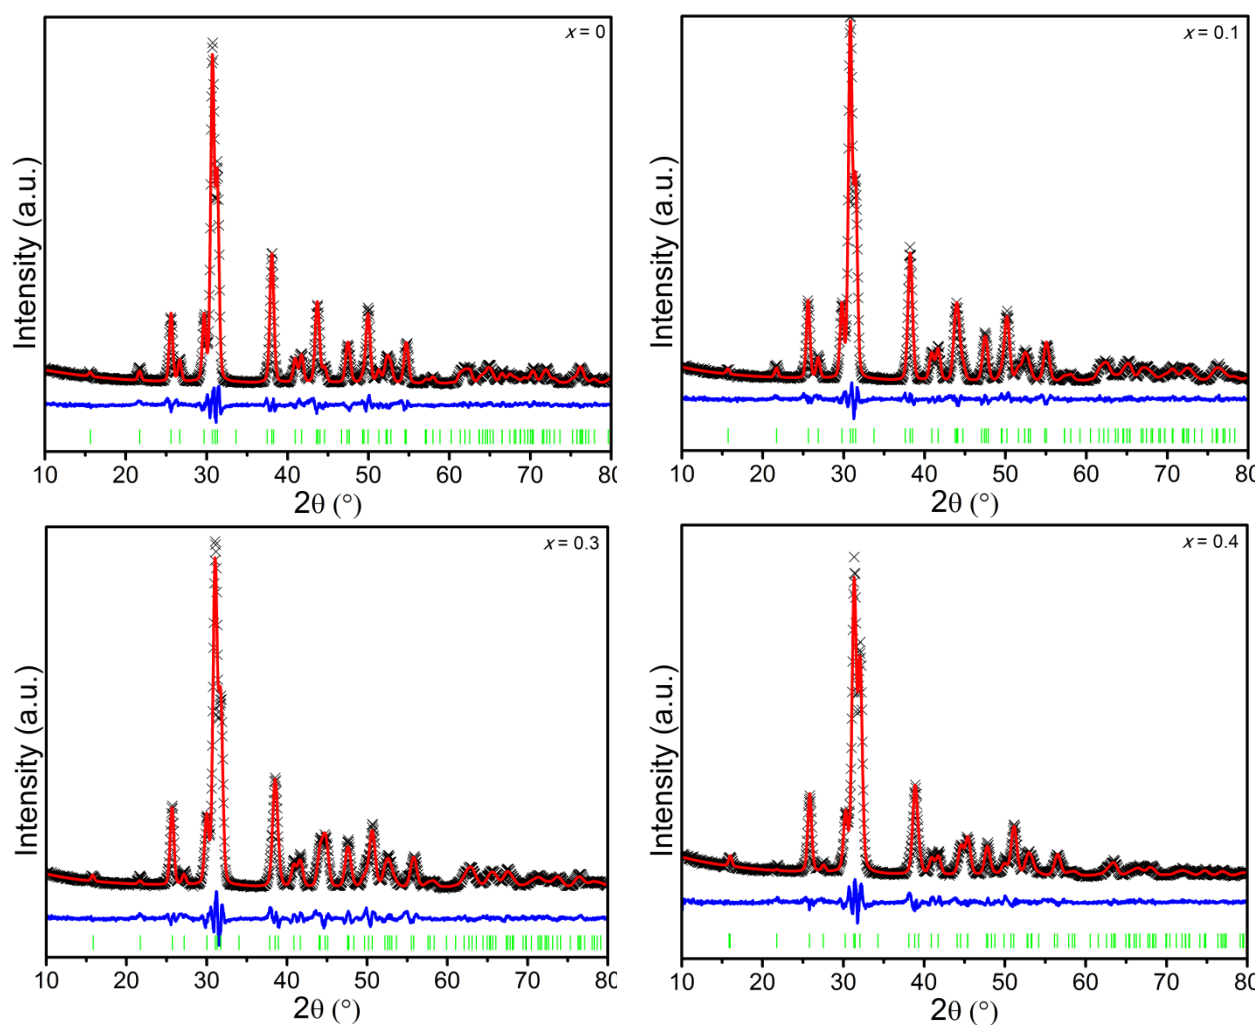 x = 0
Intensity (a.u.)
10 20 30 40 50 60 70 80
2θ (°)
x = 0.1
Intensity (a.u.)
10 20 30 40 50 60 70 80
2θ (°)
x = 0.3
Intensity (a.u.)
10 20 30 40 50 60 70 80
2θ (°)
x = 0.4
Intensity (a.u.)
10 20 30 40 50 60 70 80
2θ (°)